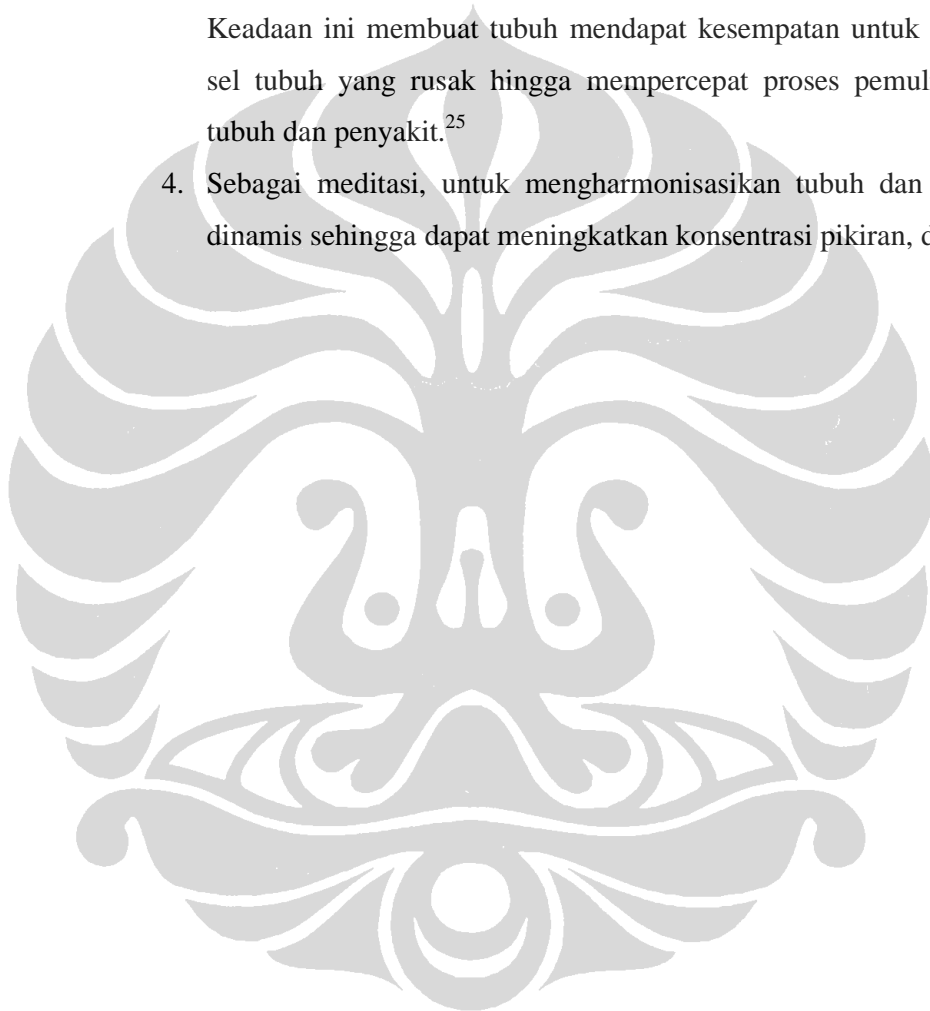 Keadaan ini membuat tubuh mendapat kesempatan untuk
sel tubuh yang rusak hingga mempercepat proses pemul
tubuh dan penyakit.25
4. Sebagai meditasi, untuk mengharmonisasikan tubuh dan
dinamis sehingga dapat meningkatkan konsentrasi pikiran, d